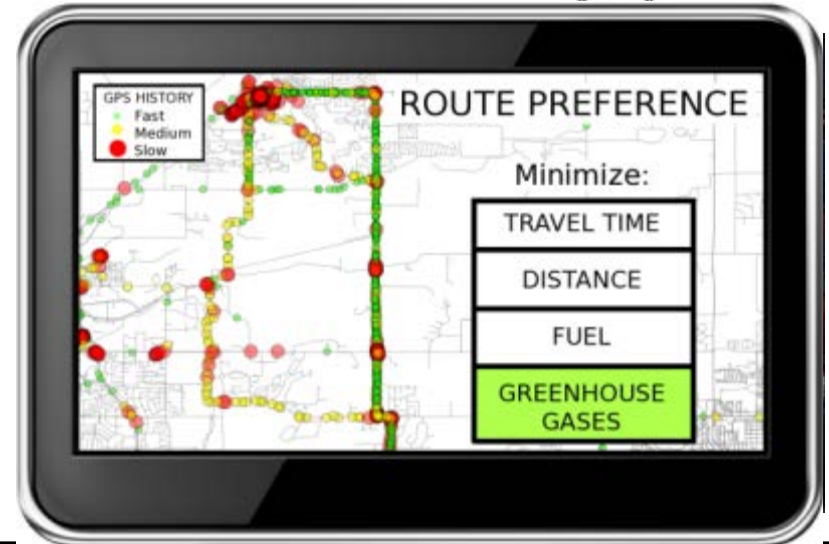 GPS HISTORY
Fast
Medium
Slow
ROUTE PREFERENCE
Minimize:
TRAVEL TIME
DISTANCE
FUEL
GREENHOUSE
GASES